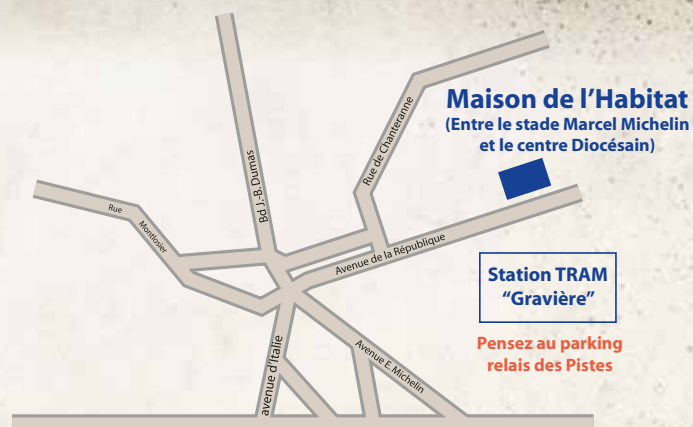 Maison de l'Habitat
(Entre le stade Marcel Michelin
et le centre Diocésain)
Rue de Chanteranne
Bd J.-B. Dumas
Rue
Montlosier
Avenue de la République
Station TRAM
“Gravière”
Pensez au parking
relais des Pistes
avenue d'Italie
Avenue E. Michelin